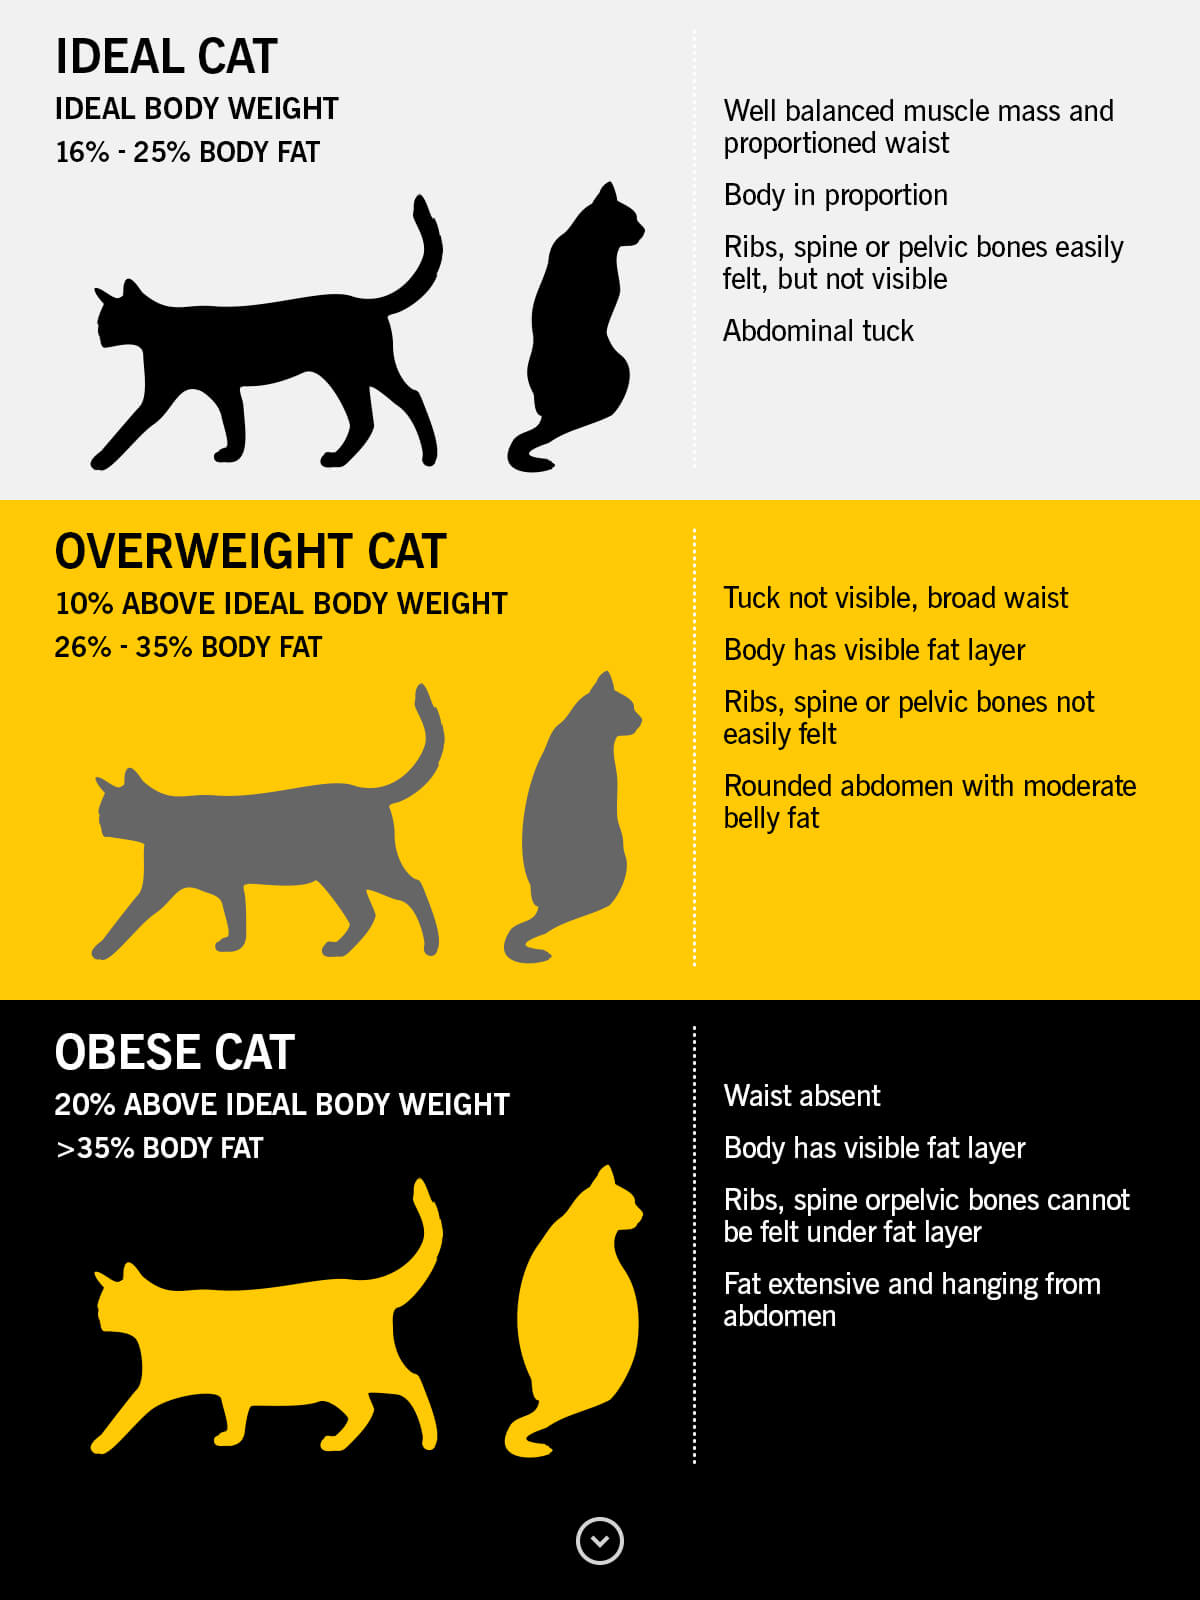 IDEAL CAT
IDEAL BODY WEIGHT
16% - 25% BODY FAT
Well balanced muscle mass and
proportioned waist
Body in proportion
Ribs, spine or pelvic bones easily
felt, but not visible
Abdominal tuck
OVERWEIGHT CAT
10% ABOVE IDEAL BODY WEIGHT
26% - 35% BODY FAT
Tuck not visible, broad waist
Body has visible fat layer
Ribs, spine or pelvic bones not
easily felt
Rounded abdomen with moderate
belly fat
OBESE CAT
20% ABOVE IDEAL BODY WEIGHT
>35% BODY FAT
Waist absent
Body has visible fat layer
Ribs, spine orpelvic bones cannot
be felt under fat layer
Fat extensive and hanging from
abdomen